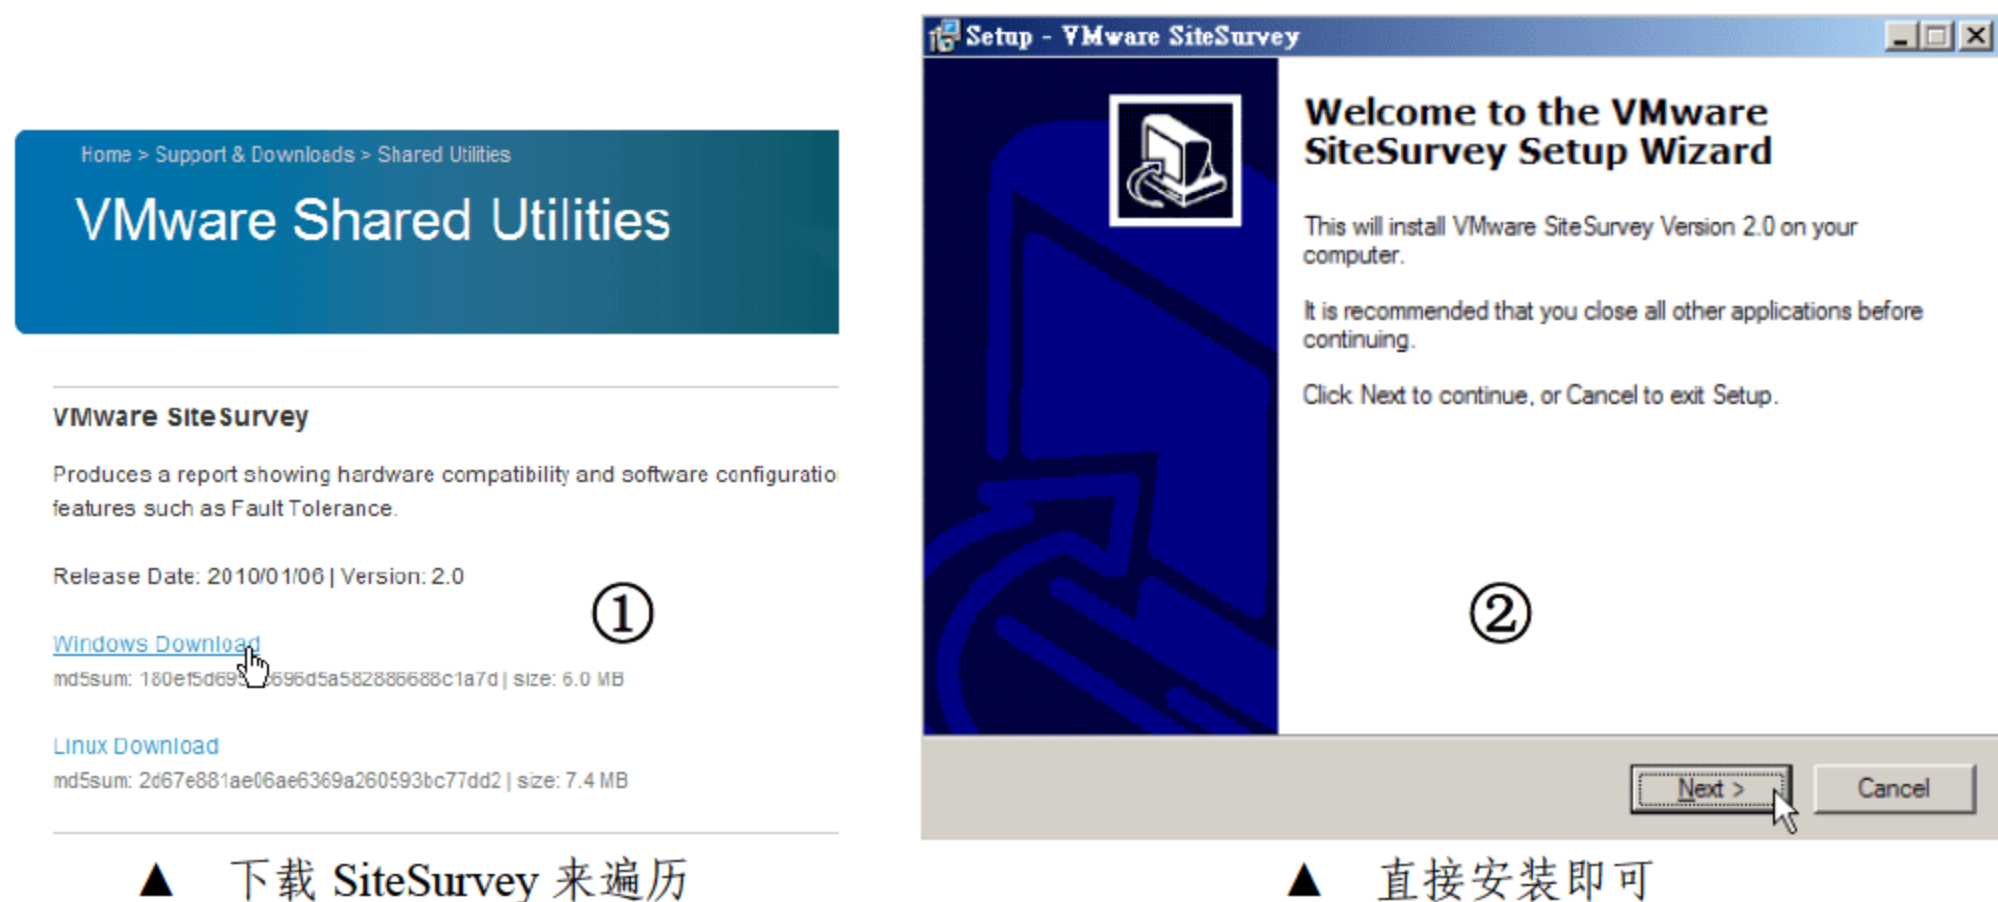 Home > Support & Downloads > Shared Utilities
VMware Shared Utilities
VMware SiteSurvey
Produces a report showing hardware compatibility and software configuratio
features such as Fault Tolerance.
Release Date: 2010/01/06 | Version: 2.0
①
Windows Download
md5sum: | size: 6.0 MB
Linux Download
md5sum: 2d67e881ae06ae6369a260593bc77dd2 | size: 7.4 MB
▲ 下载 SiteSurvey 来遍历
Setup - VMware SiteSurvey
Welcome to the VMware
SiteSurvey Setup Wizard
This will install VMware SiteSurvey Version 2.0 on your
computer.
It is recommended that you close all other applications before
continuing.
Click Next to continue, or Cancel to exit Setup.
②
Next >
Cancel
▲ 直接安装即可